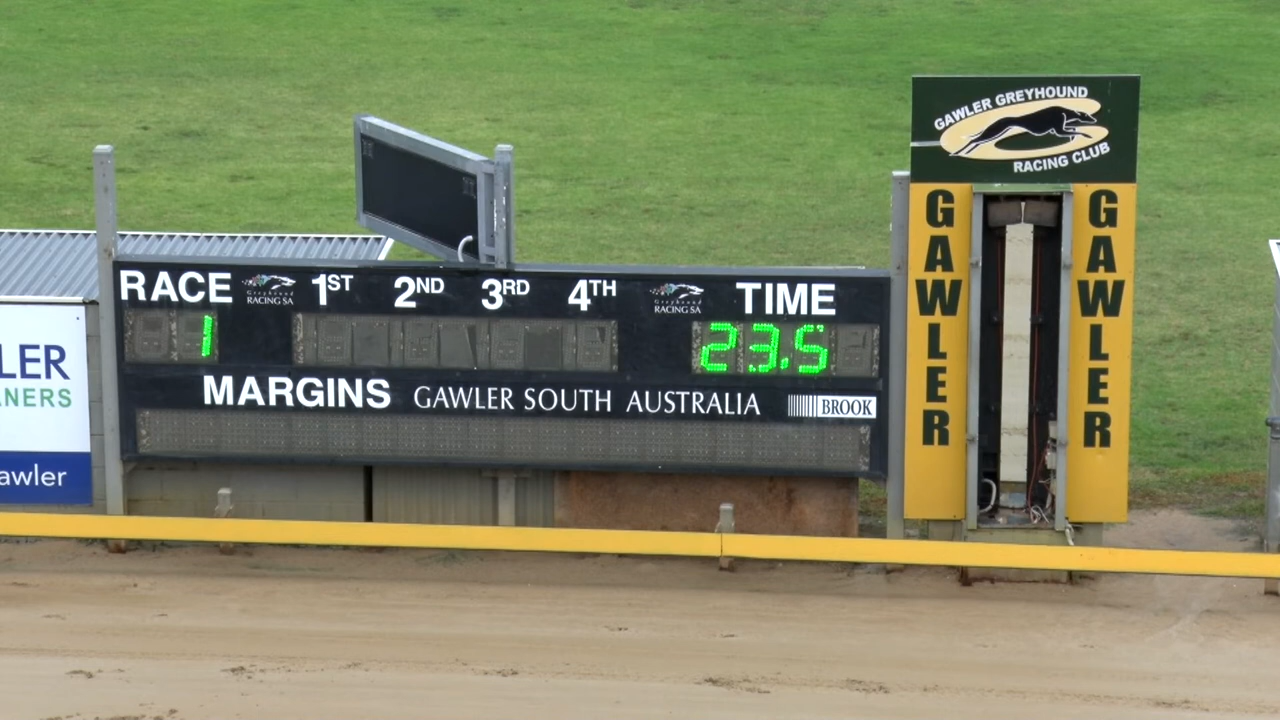 GAWLER GREYHOUND
RACING CLUB
GAWLER
GAWLER
RACE
Greyhound
RACING SA
1ST 2ND 3RD 4TH
Greyhound
RACING SA
TIME
1
23.5
MARGINS GAWLER SOUTH AUSTRALIA BROOK
LER
NERS
awler